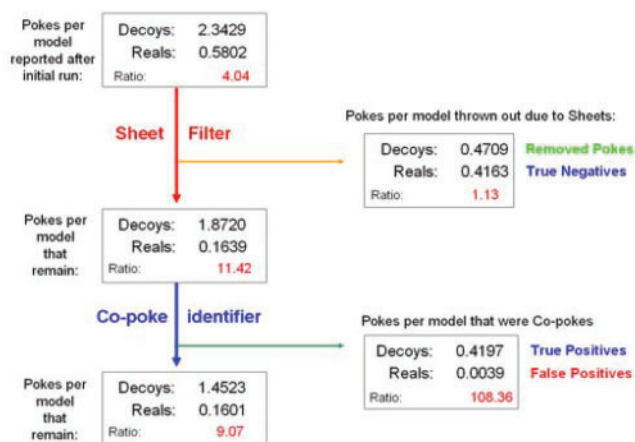 Pokes per
model
reported after
initial run:
Decoys: 2.3429
Reals: 0.5802
Ratio: 4.04
Sheet Filter
Pokes per model thrown out due to Sheets:
Decoys: 0.4709 Removed Pokes
Reals: 0.4163 True Negatives
Ratio: 1.13
Pokes per
model
that
remain:
Decoys: 1.8720
Reals: 0.1639
Ratio: 11.42
Co-poke identifier
Pokes per model that were Co-pokes
Decoys: 0.4197 True Positives
Reals: 0.0039 False Positives
Ratio: 108.36
Pokes per
model
that
remain:
Decoys: 1.4523
Reals: 0.1601
Ratio: 9.07